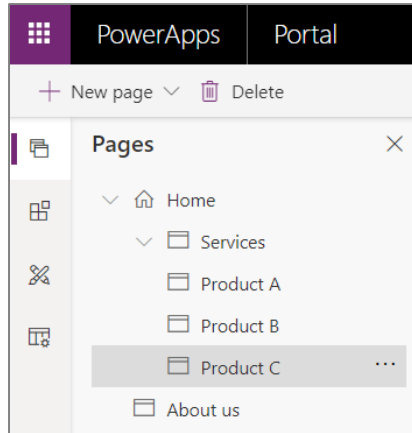 PowerApps Portal
New page Delete
Pages
Home
Services
Product A
Product B
Product C
About us